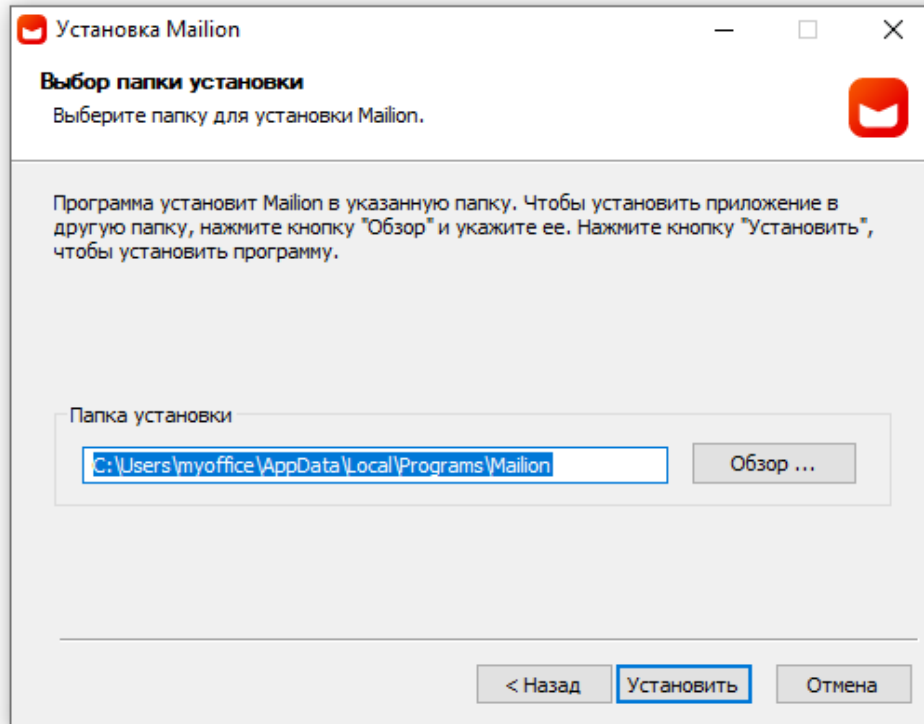 Установка Mailion
Выбор папки установки
Выберите папку для установки Mailion.
Программа установит Mailion в указанную папку. Чтобы установить приложение в
другую папку, нажмите кнопку "Обзор" и укажите ее. Нажмите кнопку "Установить",
чтобы установить программу.
Папка установки
C:\Users\myoffice\AppData\Local\Programs\Mailion
Обзор ...
< Назад
Установить
Отмена